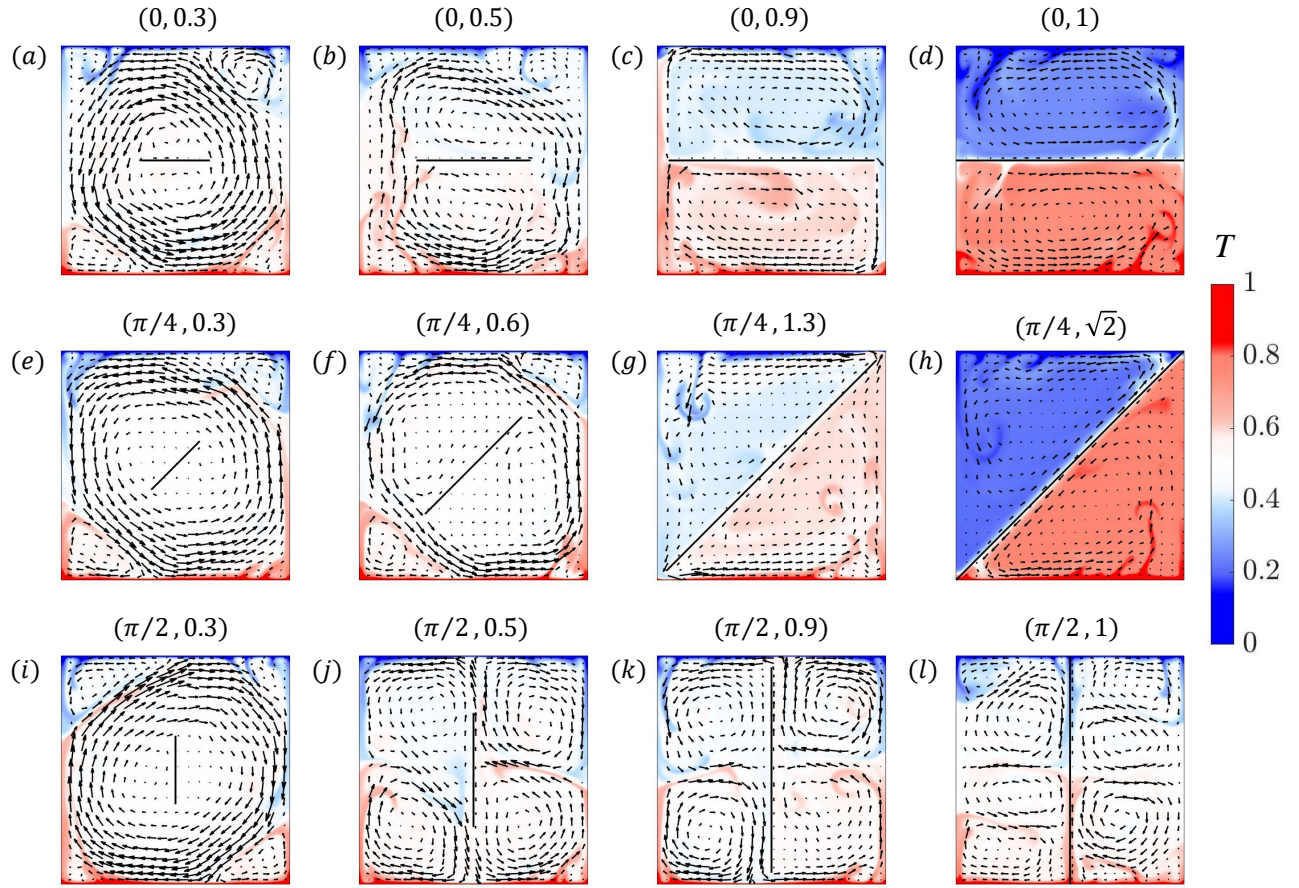 (0, 0.3) (0, 0.5) (0, 0.9) (0, 1)
(a) (b) (c) (d)
T
1
0.8
0.6
0.4
0.2
0
(π/4, 0.3) (π/4, 0.6) (π/4, 1.3) (π/4, √2)
(e) (f) (g) (h)
(π/2, 0.3) (π/2, 0.5) (π/2, 0.9) (π/2, 1)
(i) (j) (k) (l)